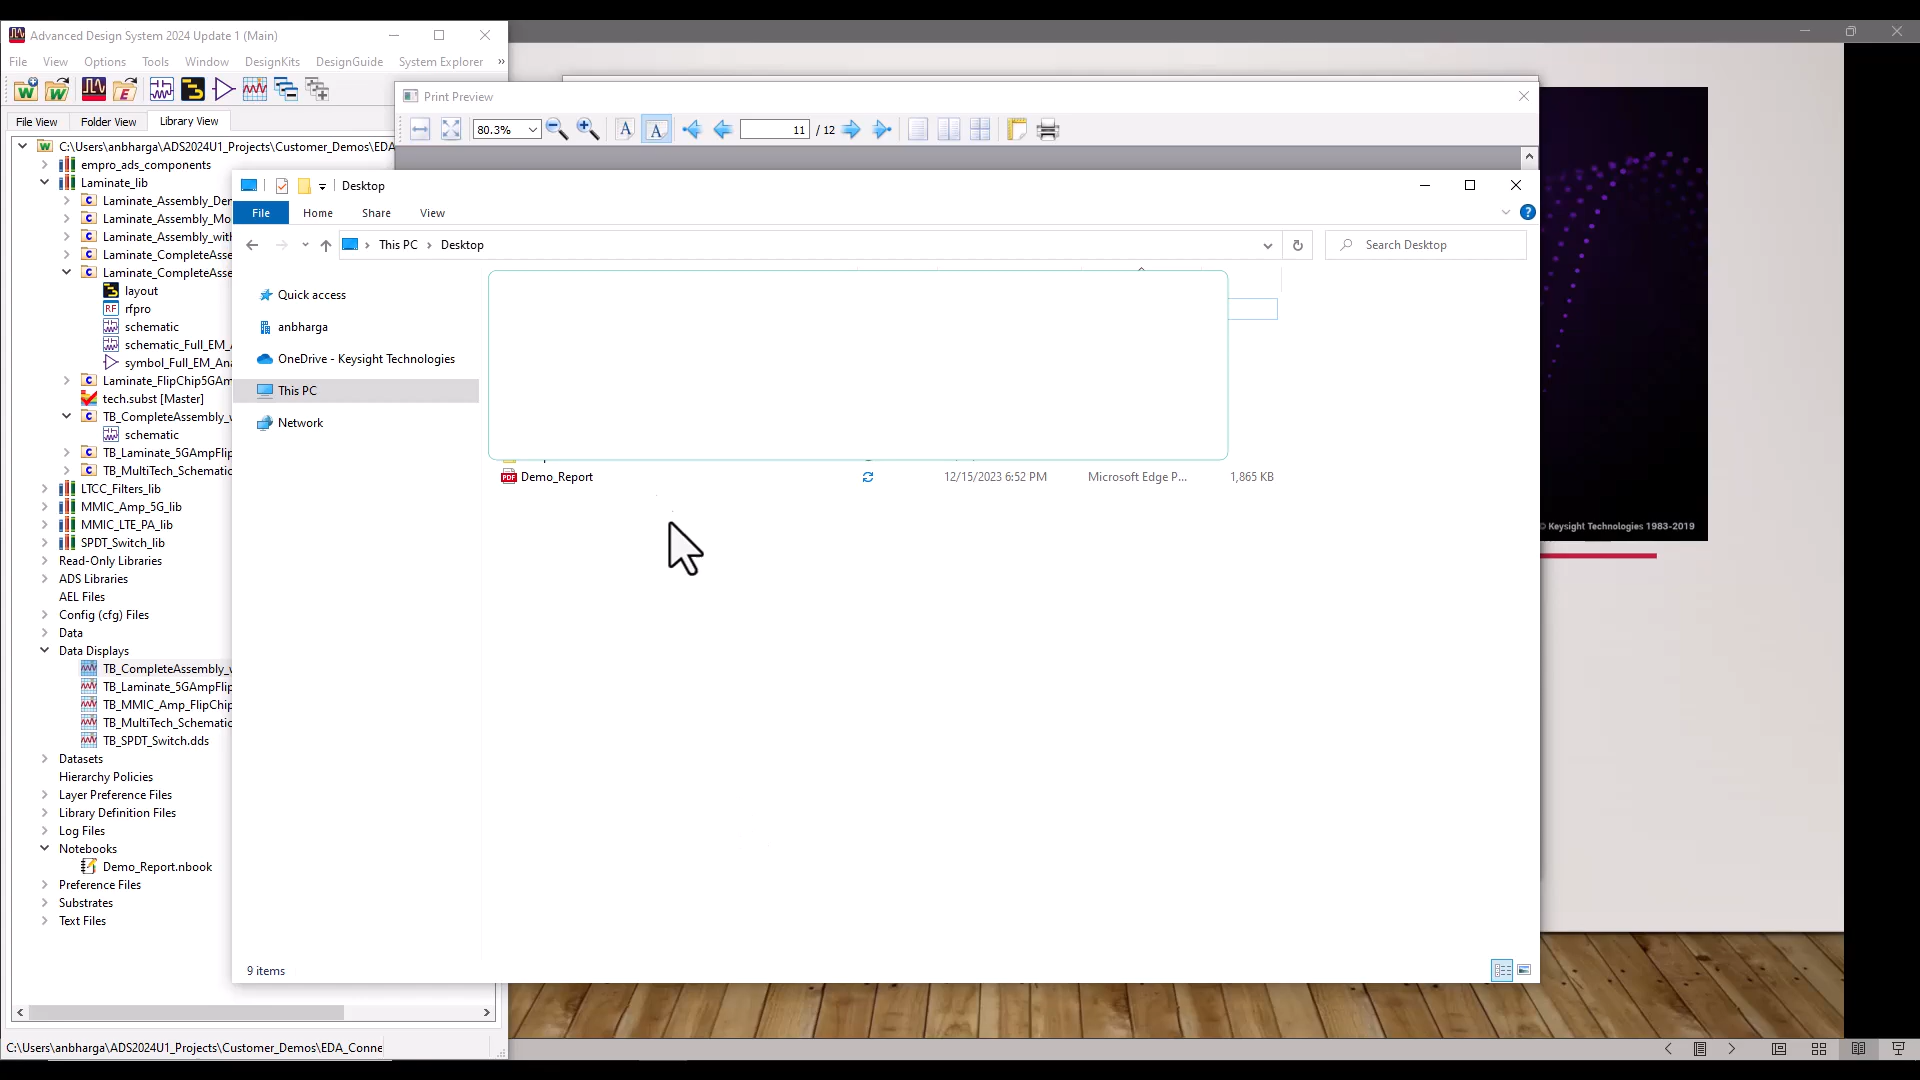 Advanced Design System 2024 Update 1 (Main)
File View Options Tools Window DesignKits DesignGuide System Explorer »
File View Folder View Library View
C:\Users\anbharga\ADS2024U1_Projects\Customer_Demos\EDA
empro_ads_components
Laminate_lib
Laminate_Assembly_Der
Laminate_Assembly_Mo
Laminate_Assembly_with
Laminate_CompleteAsse
Laminate_CompleteAsse
layout
rfpro
schematic
schematic_Full_EM_
symbol_Full_EM_Ana
Laminate_FlipChip5GAm
tech.subst [Master]
TB_CompleteAssembly_w
schematic
TB_Laminate_5GAmpFlip
TB_MultiTech_Schematic
LTCC_Filters_lib
MMIC_Amp_5G_lib
MMIC_LTE_PA_lib
SPDT_Switch_lib
Read-Only Libraries
ADS Libraries
AEL Files
Config (cfg) Files
Data
Data Displays
TB_CompleteAssembly_w
TB_Laminate_5GAmpFlip
TB_MMIC_Amp_FlipChip
TB_MultiTech_Schematic
TB_SPDT_Switch.dds
Datasets
Hierarchy Policies
Layer Preference Files
Library Definition Files
Log Files
Notebooks
Demo_Report.nbook
Preference Files
Substrates
Text Files
C:\Users\anbharga\ADS2024U1_Projects\Customer_Demos\EDA_Conne
Print Preview
80.3% A A 11 / 12
Desktop
File Home Share View
This PC > Desktop
Search Desktop
Quick access
anbharga
OneDrive - Keysight Technologies
This PC
Network
PDF Demo_Report 12/15/2023 6:52 PM Microsoft Edge P... 1,865 KB
9 items
© Keysight Technologies 1983-2019